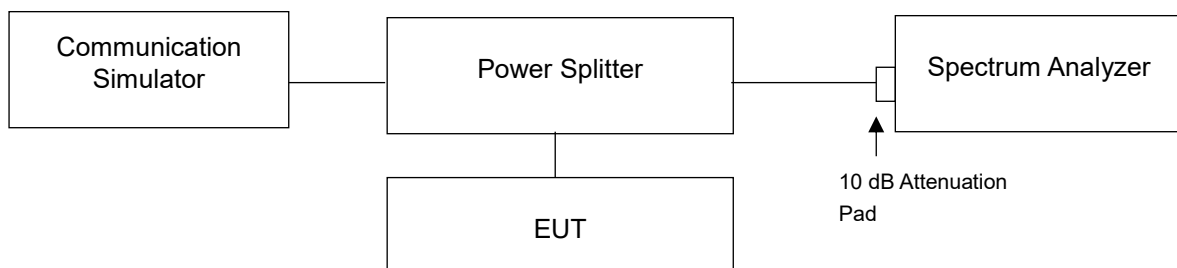 Communication
Simulator
Power Splitter
Spectrum Analyzer
10 dB Attenuation
Pad
EUT